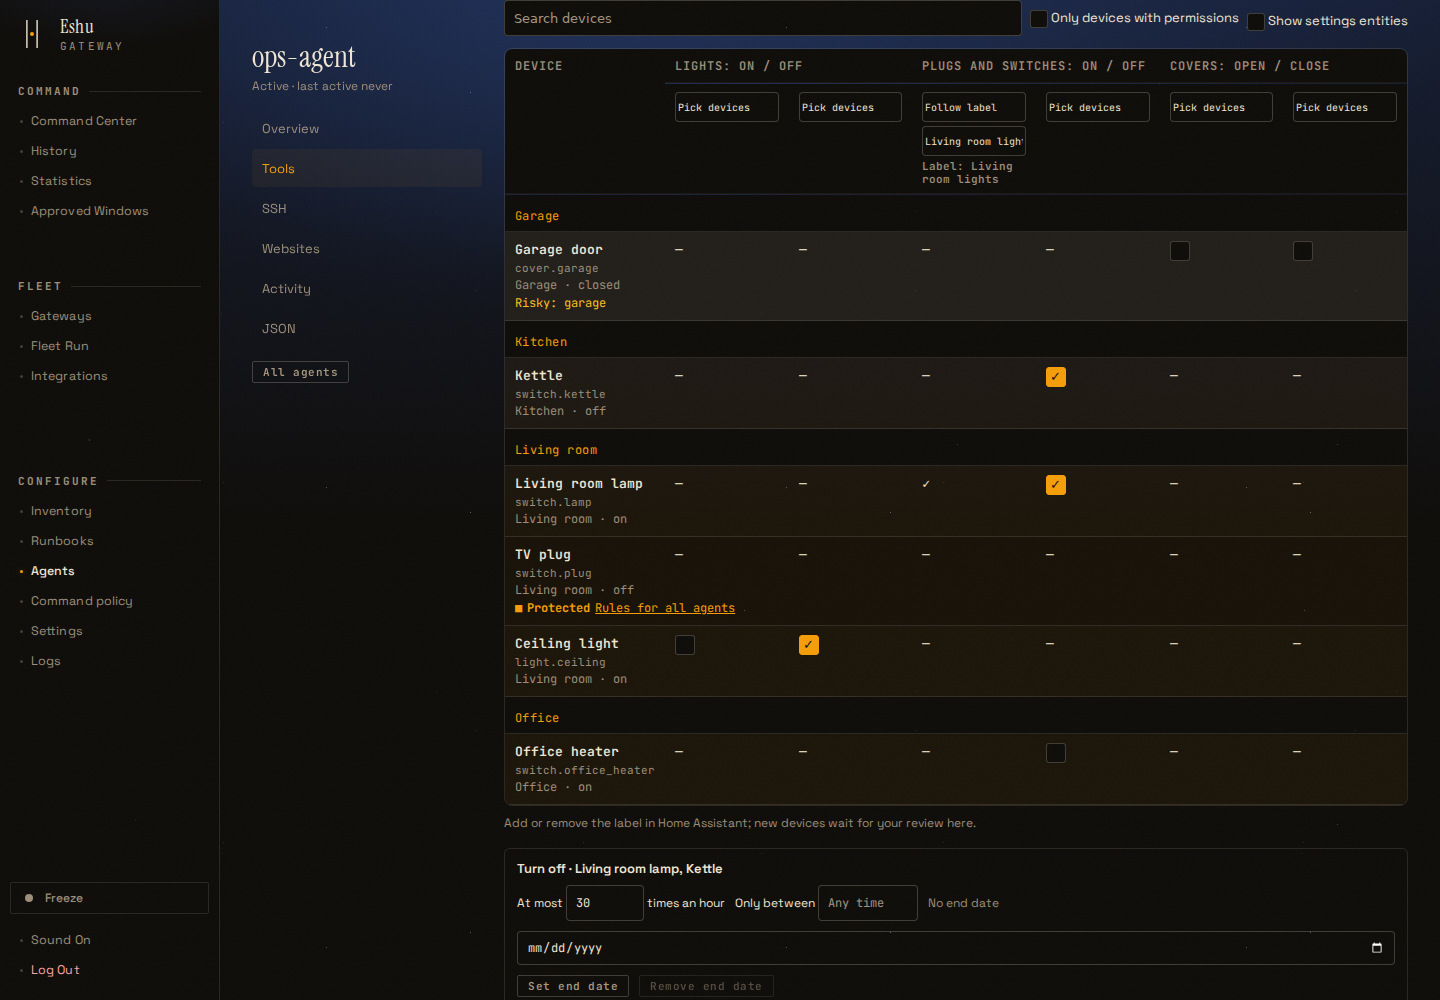 Eshu
GATEWAY
COMMAND
Command Center
History
Statistics
Approved Windows
FLEET
Gateways
Fleet Run
Integrations
CONFIGURE
Inventory
Runbooks
Agents
Command policy
Settings
Logs
Freeze
Sound On
Log Out
ops-agent
Active · last active never
Overview
Tools
SSH
Websites
Activity
JSON
All agents
Search devices
Only devices with permissions
Show settings entities
DEVICE LIGHTS: ON / OFF PLUGS AND SWITCHES: ON / OFF COVERS: OPEN / CLOSE
Pick devices Pick devices Follow label Pick devices Pick devices Pick devices
Living room light
Label: Living
room lights
Garage
Garage door — — — —
cover.garage
Garage · closed
Risky: garage
Kitchen
Kettle — — — ✓ — —
switch.kettle
Kitchen · off
Living room
Living room lamp — — ✓ ✓ — —
switch.lamp
Living room · on
TV plug — — — — — —
switch.plug
Living room · off
■ Protected Rules for all agents
Ceiling light ✓ — — — —
light.ceiling
Living room · on
Office
Office heater — — — — —
switch.office_heater
Office · on
Add or remove the label in Home Assistant; new devices wait for your review here.
Turn off · Living room lamp, Kettle
At most 30 times an hour Only between Any time No end date
mm/dd/yyyy
Set end date Remove end date